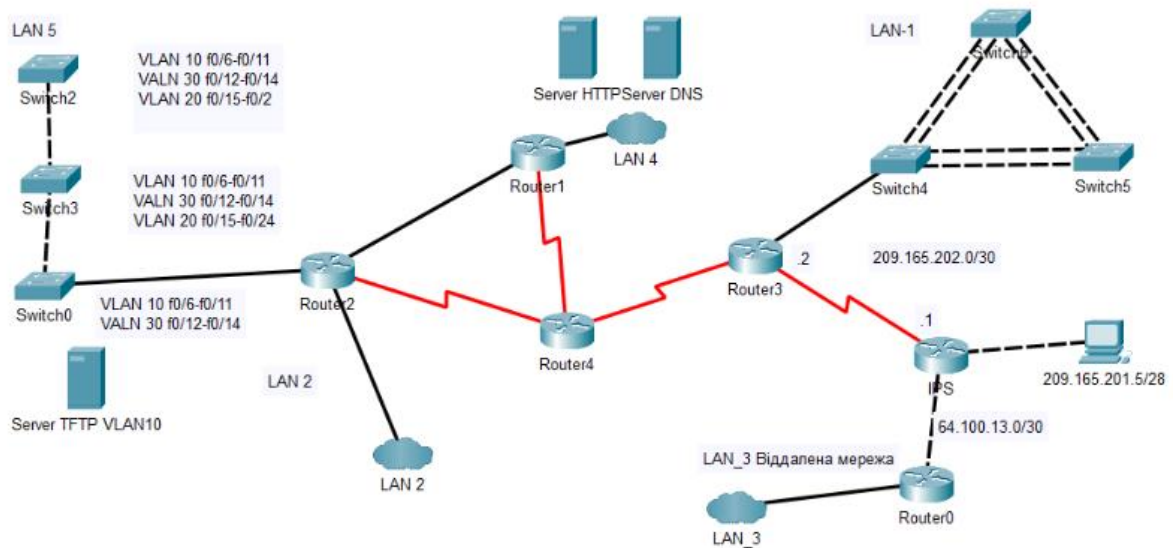 LAN 5
VLAN 10 f0/6-f0/11
VALN 30 f0/12-f0/14
VLAN 20 f0/15-f0/2
Switch2
VLAN 10 f0/6-f0/11
VALN 30 f0/12-f0/14
VLAN 20 f0/15-f0/24
Switch3
VLAN 10 f0/6-f0/11
VALN 30 f0/12-f0/14
Switch0
Server TFTP VLAN10
Server HTTP
Server DNS
LAN 4
Router1
Router2
Router4
LAN 2
LAN 2
LAN-1
Switch6
Switch4
Switch5
.2
209.165.202.0/30
Router3
.1
IPS
209.165.201.5/28
64.100.13.0/30
LAN_3 Віддалена мережа
Router0
LAN_3